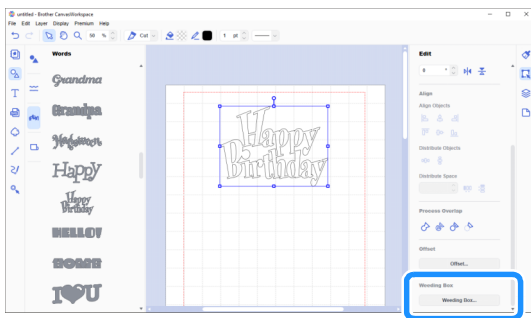 untitled - Brother CanvasWorkspace
File Edit Layer Display Premium Help
50 %
Cut
1 pt
Words
Grandma
Grandpa
Halloween
Happy
Happy
Birthday
HELLO!
HOME
I U
Happy
Birthday
Edit
0 °
Align
Align Objects
Distribute Objects
Distribute Space
Process Overlap
Offset
Offset...
Weeding Box
Weeding Box...